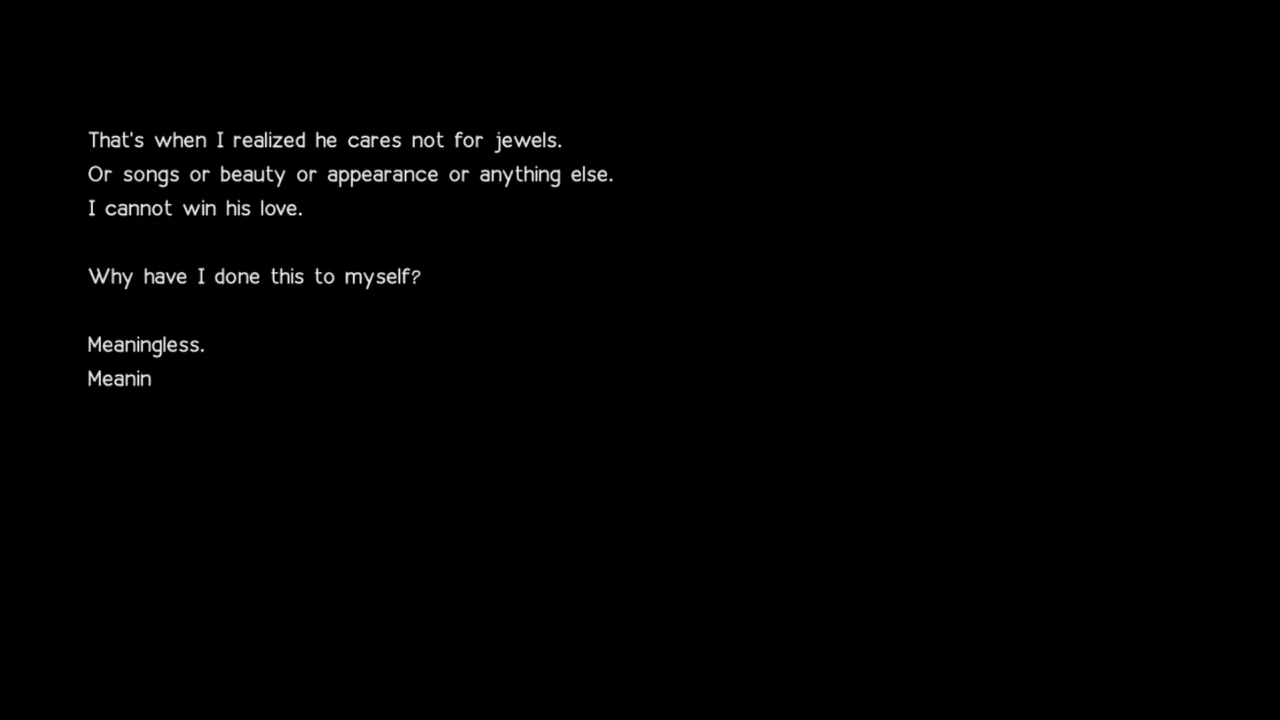 That's when I realized he cares not for jewels.
Or songs or beauty or appearance or anything else.
I cannot win his love.
Why have I done this to myself?
Meaningless.
Meanin